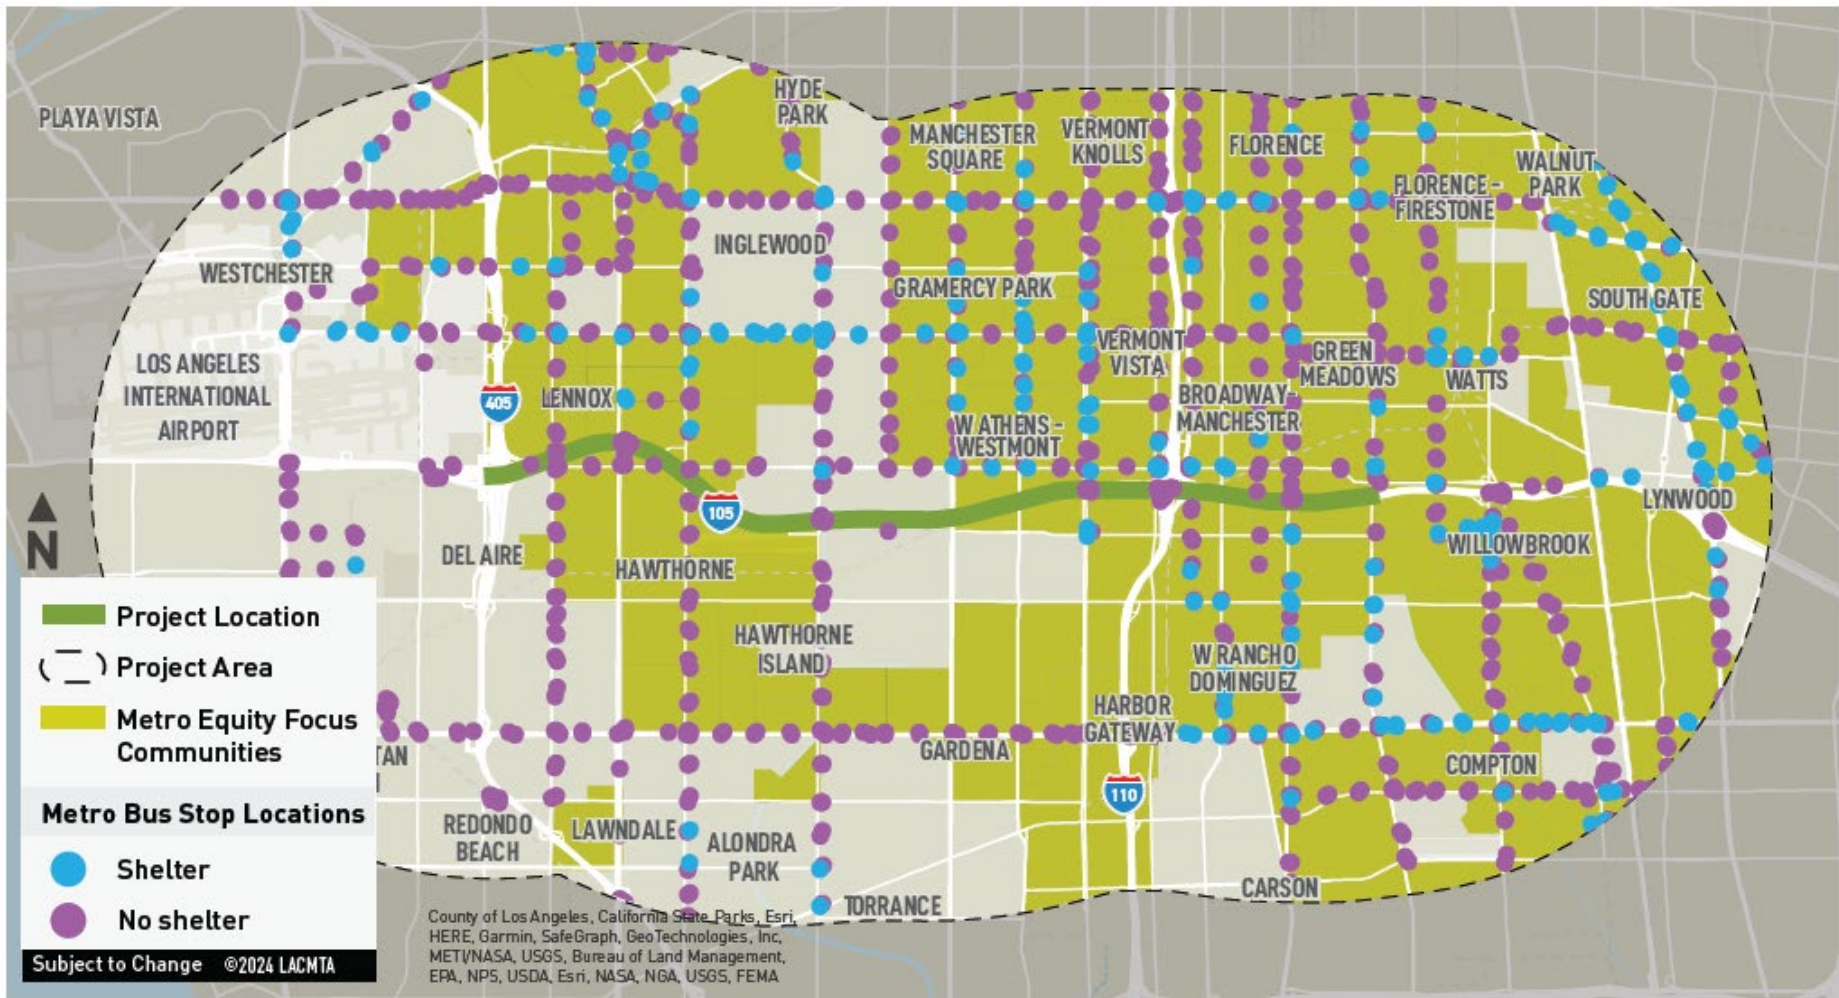 PLAYA VISTA
HYDE
PARK
MANCHESTER
SQUARE
VERMONT
KNOLLS
FLORENCE
WALNUT
PARK
FLORENCE-
FIRESTONE
INGLEWOOD
WESTCHESTER
GRAMERCY PARK
SOUTH GATE
LOS ANGELES
INTERNATIONAL
AIRPORT
405
LENNOX
VERMONT
VISTA
GREEN
MEADOWS
WATTS
BROADWAY-
MANCHESTER
W ATHENS -
WESTMONT
105
LYNWOOD
N
DEL AIRE
HAWTHORNE
WILLOWBROOK
HAWTHORNE
ISLAND
W RANCHO
DOMINGUEZ
HARBOR
GATEWAY
GARDENA
COMPTON
TAN
110
REDONDO
BEACH
LAWNDALE
ALONDRA
PARK
TORRANCE
CARSON
Project Location
Project Area
Metro Equity Focus
Communities
Metro Bus Stop Locations
Shelter
No shelter
Subject to Change ©2024 LACMTA
County of Los Angeles, California State Parks, Esri,
HERE, Garmin, SafeGraph, GeoTechnologies, Inc,
METI/NASA, USGS, Bureau of Land Management,
EPA, NPS, USDA, Esri, NASA, NGA, USGS, FEMA